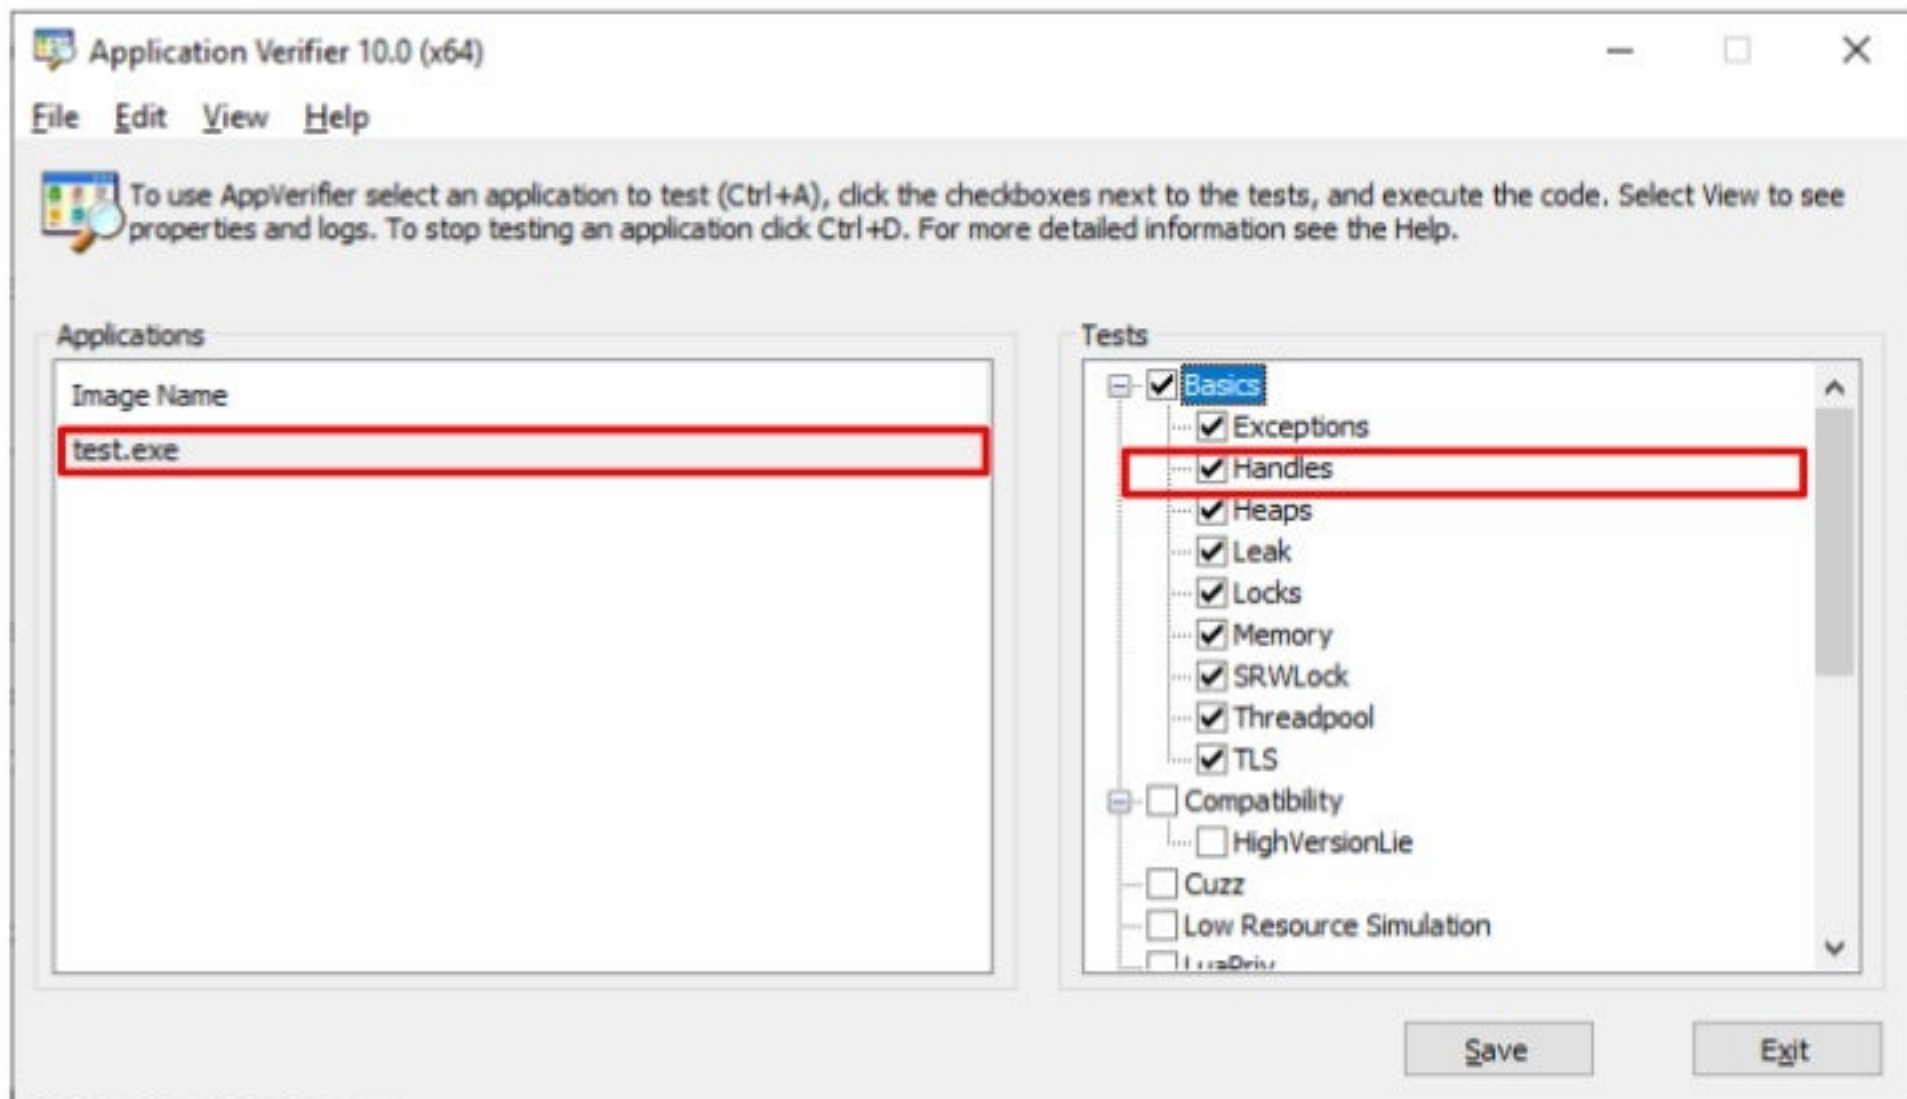 Application Verifier 10.0 (x64)
File Edit View Help
To use AppVerifier select an application to test (Ctrl+A), click the checkboxes next to the tests, and execute the code. Select View to see
properties and logs. To stop testing an application click Ctrl+D. For more detailed information see the Help.
Applications
Image Name
test.exe
Tests
Basics
Exceptions
Handles
Heaps
Leak
Locks
Memory
SRWLock
Threadpool
TLS
Compatibility
HighVersionLie
Cuzz
Low Resource Simulation
LuaPriv
Save Exit